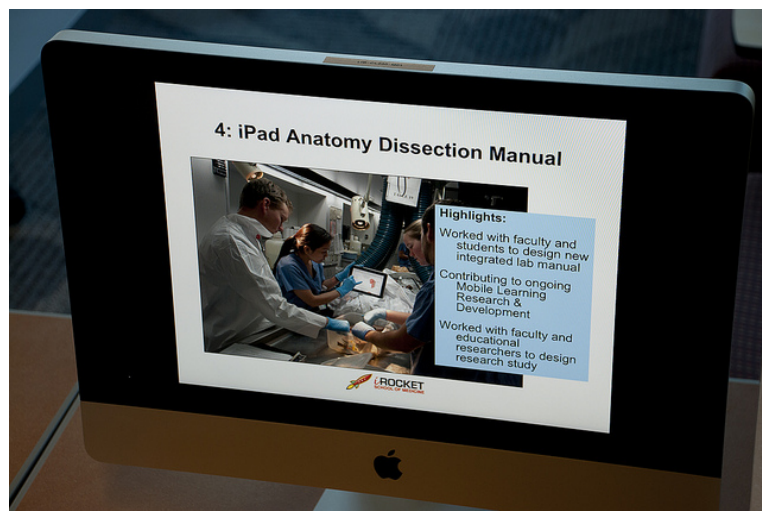 4: iPad Anatomy Dissection Manual
Highlights:
Worked with faculty and
students to design new
integrated lab manual
Contributing to ongoing
Mobile Learning
Research &
Development
Worked with faculty and
educational
researchers to design
research study
iROCKET
SCHOOL OF MEDICINE